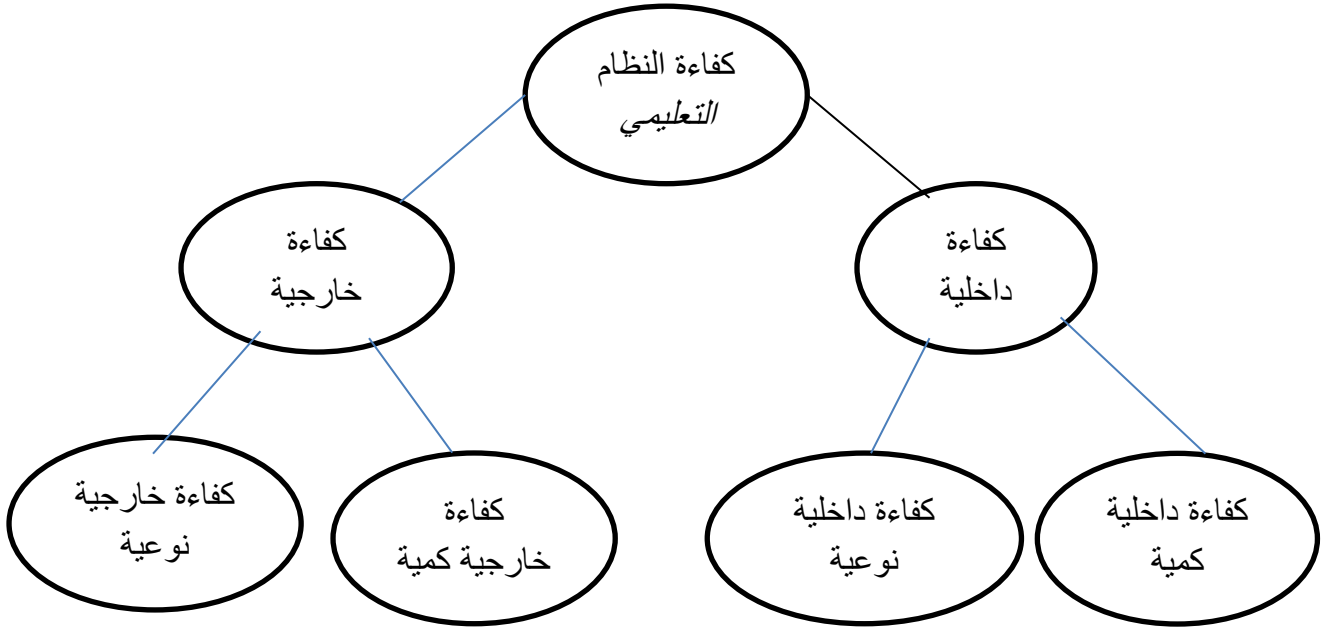 كفاءة النظام
التعليمي
كفاءة
داخلية
كفاءة
خارجية
كفاءة داخلية
كمية
كفاءة داخلية
نوعية
كفاءة
خارجية كمية
كفاءة خارجية
نوعية